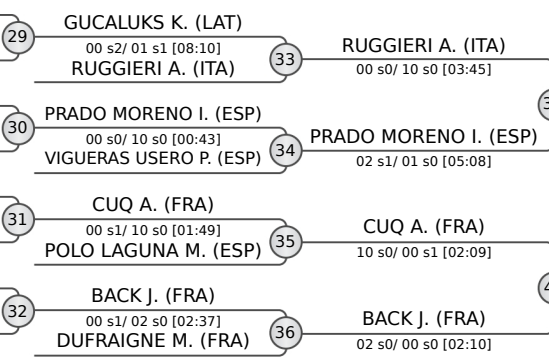 GUCALUKS K. (LAT)
29
00 s2/ 01 s1 [08:10]
RUGGIERI A. (ITA)
33
RUGGIERI A. (ITA)
00 s0/ 10 s0 [03:45]
PRADO MORENO I. (ESP)
30
00 s0/ 10 s0 [00:43]
VIGUERAS USERO P. (ESP)
34
PRADO MORENO I. (ESP)
02 s1/ 01 s0 [05:08]
CUQ A. (FRA)
31
00 s1/ 10 s0 [01:49]
POLO LAGUNA M. (ESP)
35
CUQ A. (FRA)
10 s0/ 00 s1 [02:09]
BACK J. (FRA)
32
00 s1/ 02 s0 [02:37]
DUFRAIGNE M. (FRA)
36
BACK J. (FRA)
02 s0/ 00 s0 [02:10]